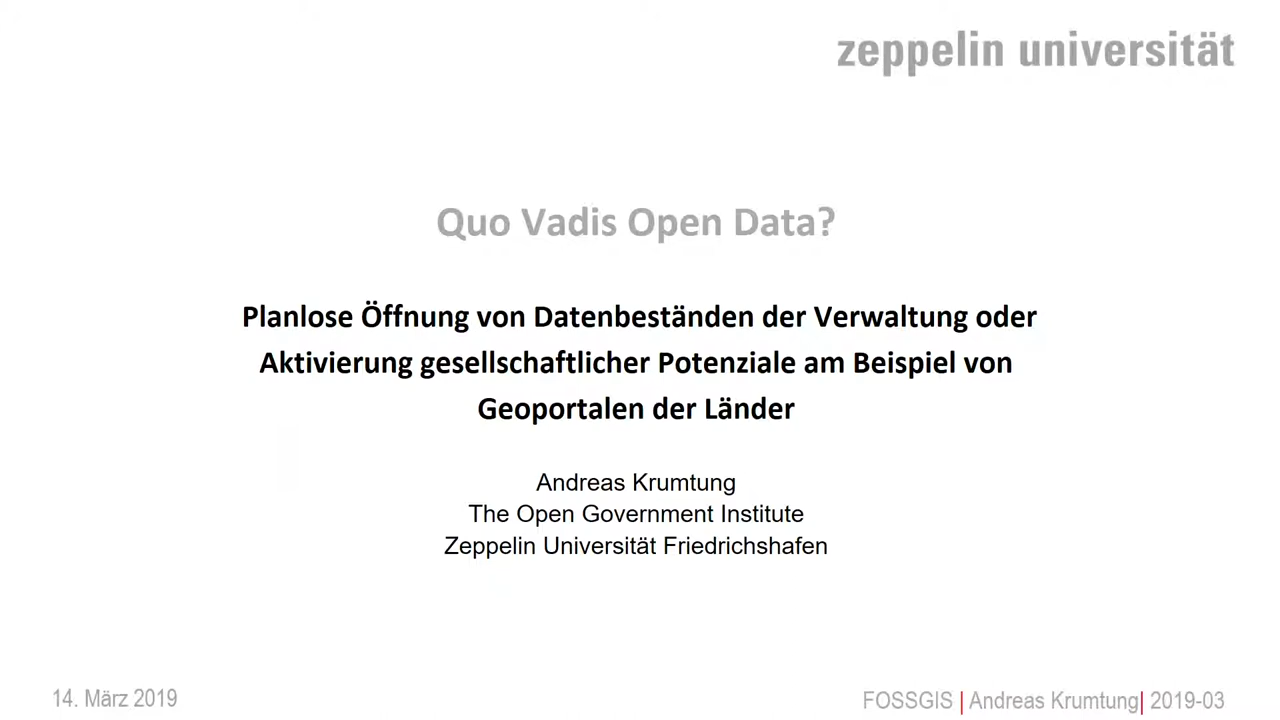 zeppelin universität
Quo Vadis Open Data?
Planlose Öffnung von Datenbeständen der Verwaltung oder
Aktivierung gesellschaftlicher Potenziale am Beispiel von
Geoportalen der Länder
Andreas Krumtung
The Open Government Institute
Zeppelin Universität Friedrichshafen
14. März 2019
FOSSGIS | Andreas Krumtung| 2019-03